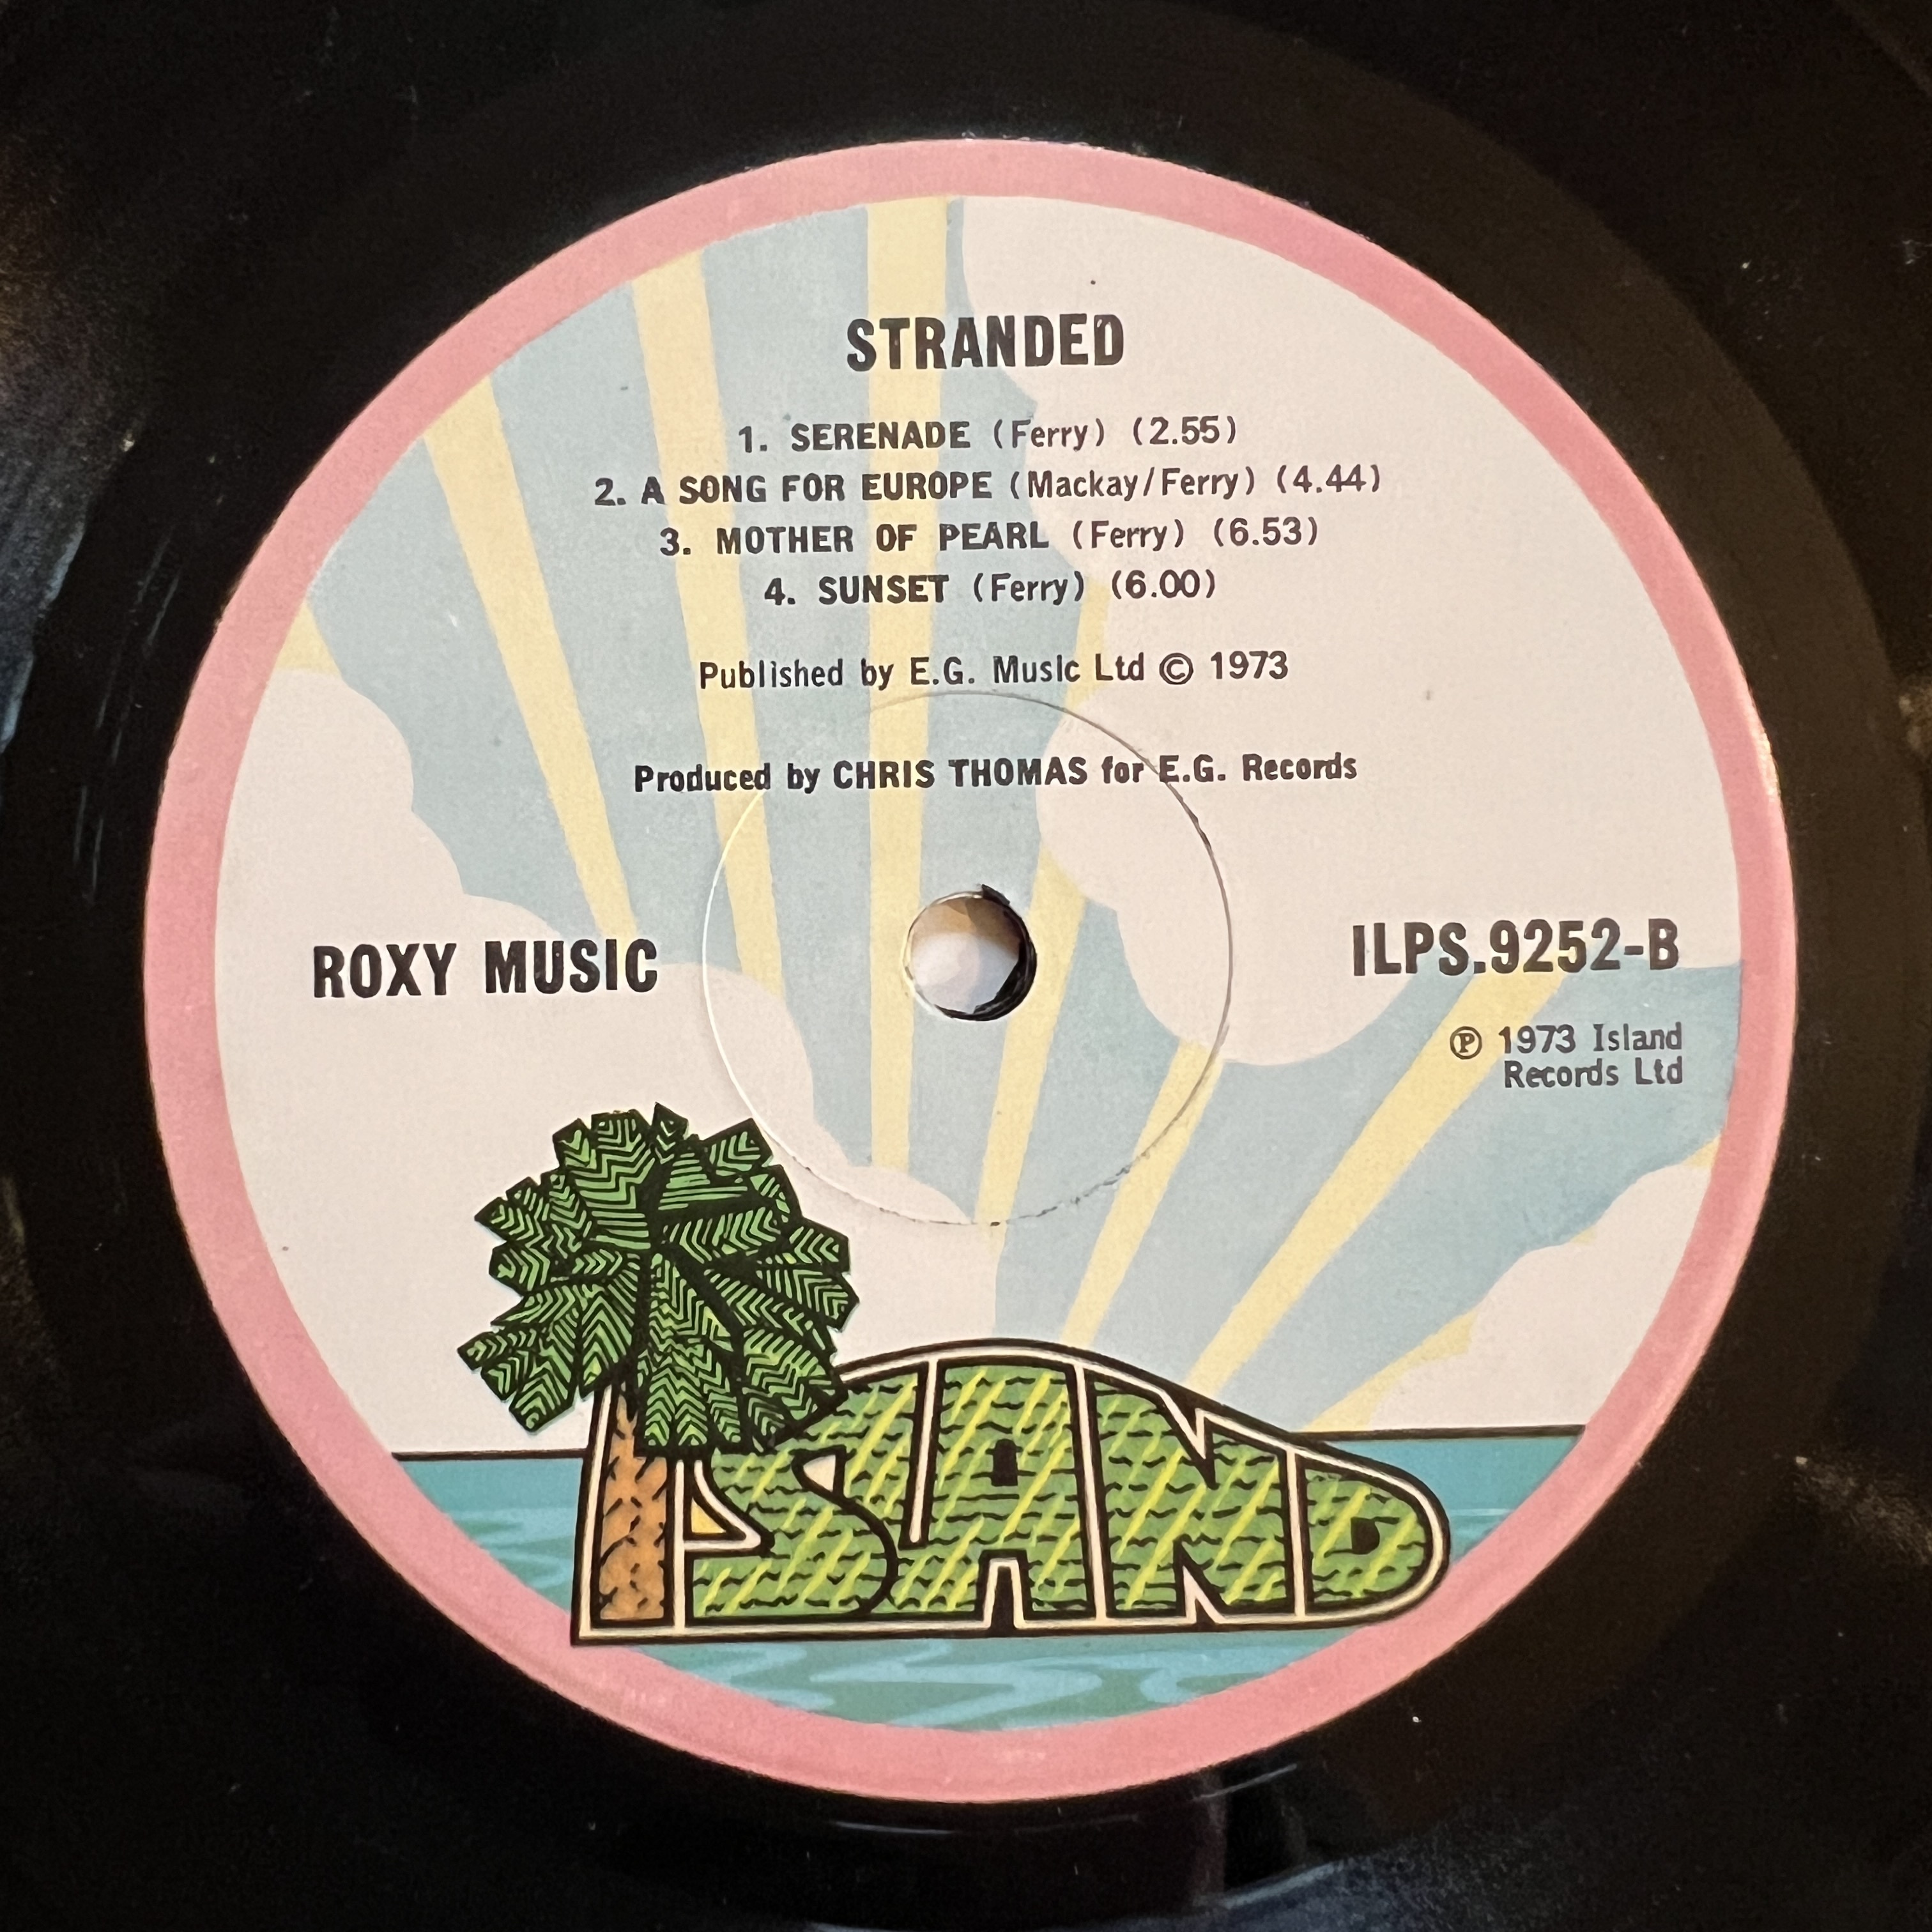 STRANDED
1. SERENADE (Ferry) (2.55)
2. A SONG FOR EUROPE (Mackay/Ferry) (4.44)
3. MOTHER OF PEARL (Ferry) (6.53)
4. SUNSET (Ferry) (6.00)
Published by E.G. Music Ltd © 1973
Produced by CHRIS THOMAS for E.G. Records
ROXY MUSIC
ILPS.9252-B
℗ 1973 Island
Records Ltd
ISLAND